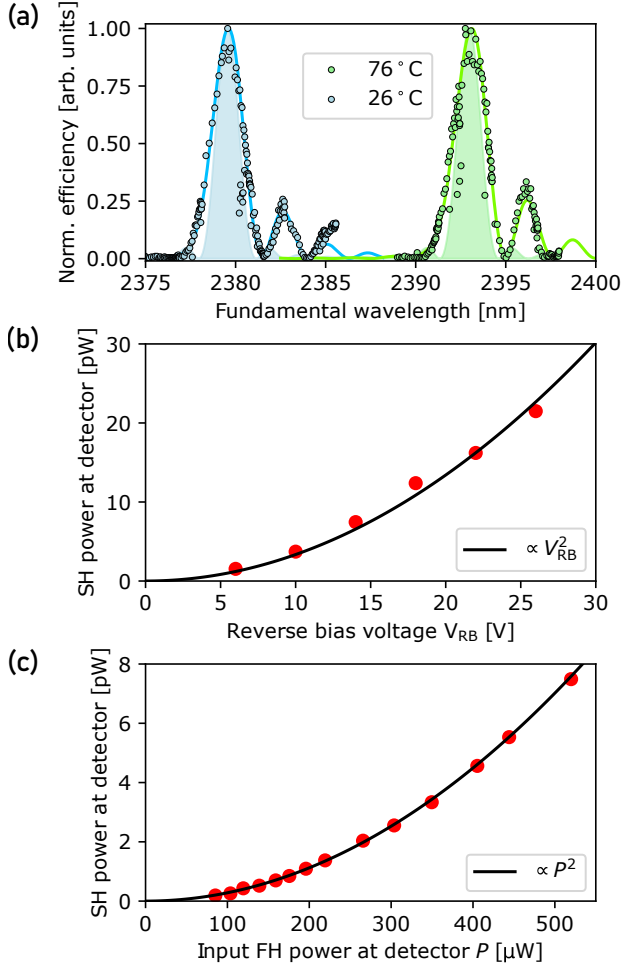 (a)
Norm. efficiency [arb. units]
1.00
0.75
0.50
0.25
0.00
76°C
26°C
2375 2380 2385 2390 2395 2400
Fundamental wavelength [nm]
(b)
SH power at detector [pW]
30
20
10
0
∝ V²_RB
0 5 10 15 20 25 30
Reverse bias voltage V_RB [V]
(c)
SH power at detector [pW]
8
6
4
2
0
∝ P²
0 100 200 300 400 500
Input FH power at detector P [μW]